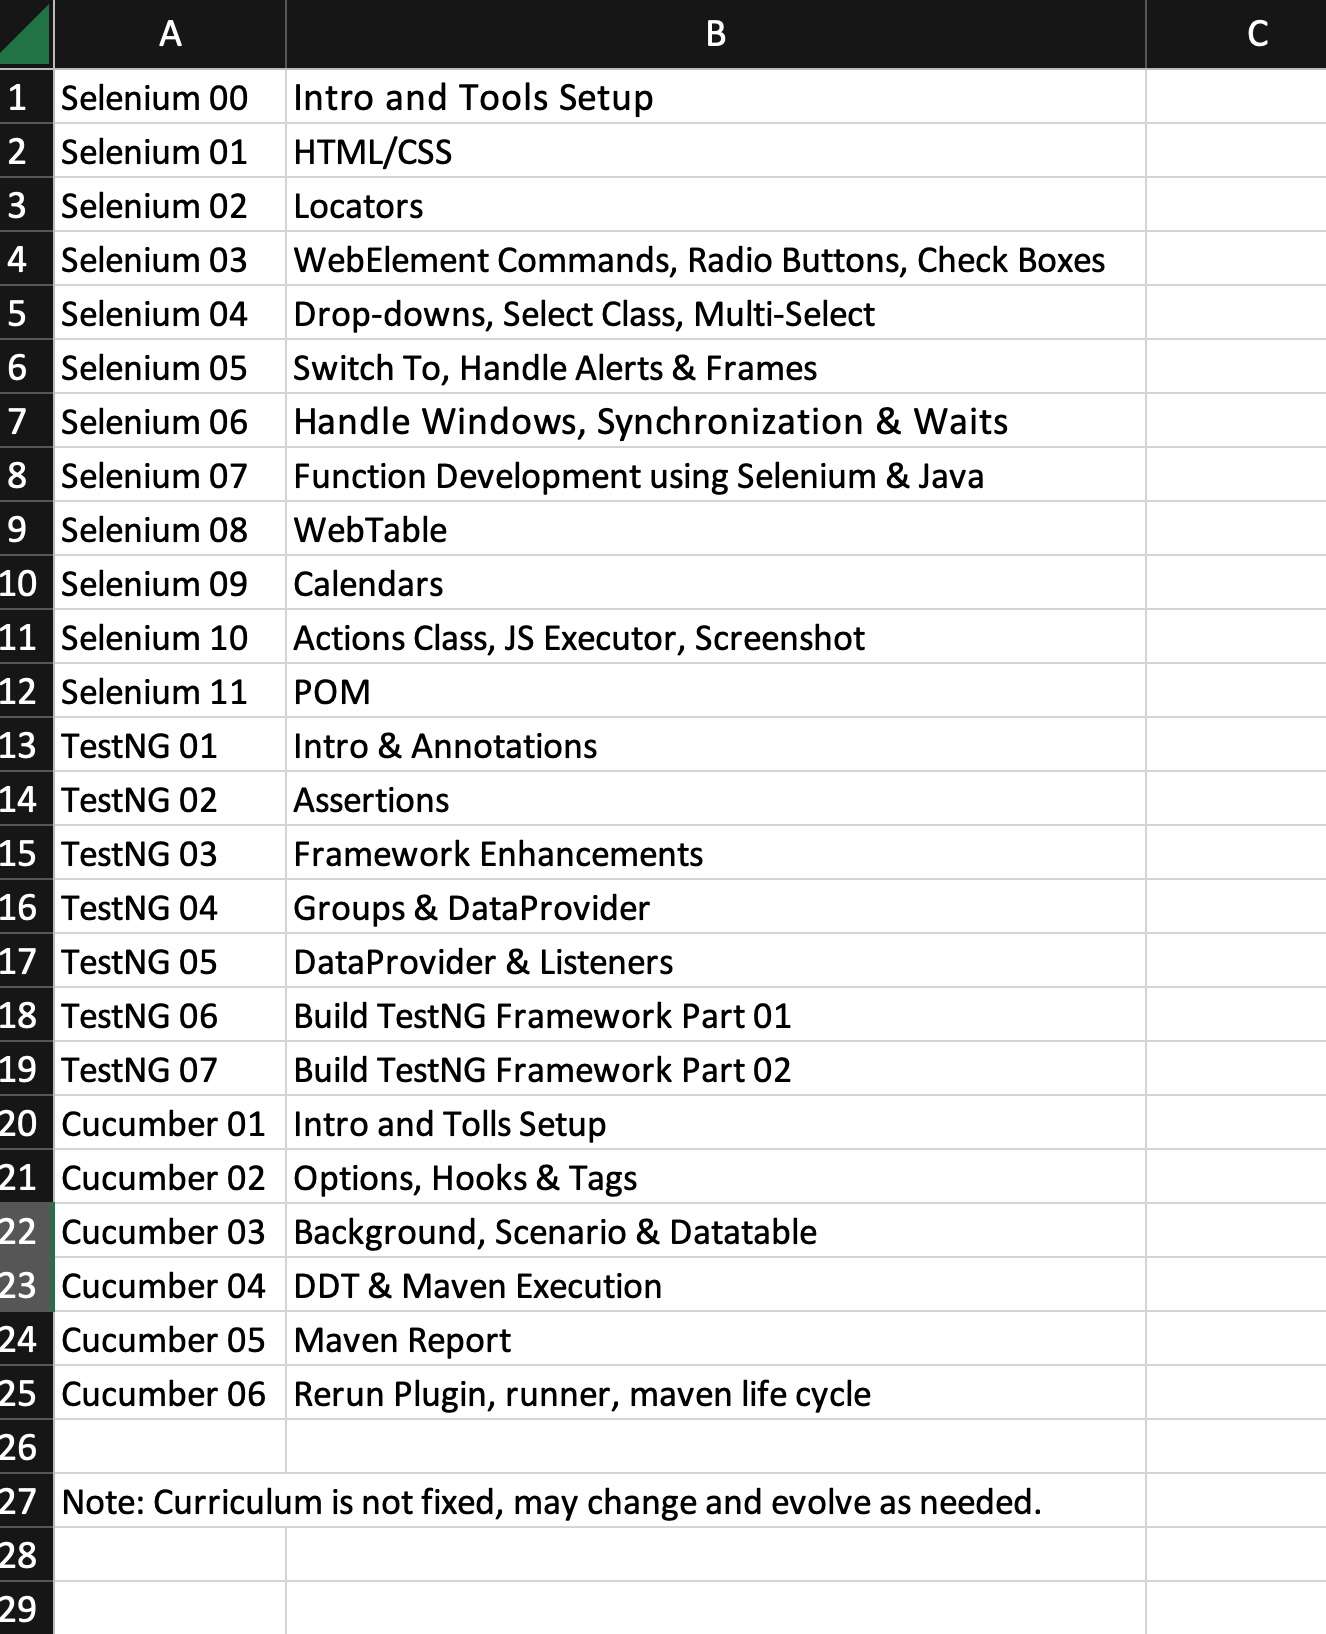 A B C
1 Selenium 00 Intro and Tools Setup
2 Selenium 01 HTML/CSS
3 Selenium 02 Locators
4 Selenium 03 WebElement Commands, Radio Buttons, Check Boxes
5 Selenium 04 Drop-downs, Select Class, Multi-Select
6 Selenium 05 Switch To, Handle Alerts & Frames
7 Selenium 06 Handle Windows, Synchronization & Waits
8 Selenium 07 Function Development using Selenium & Java
9 Selenium 08 WebTable
10 Selenium 09 Calendars
11 Selenium 10 Actions Class, JS Executor, Screenshot
12 Selenium 11 POM
13 TestNG 01 Intro & Annotations
14 TestNG 02 Assertions
15 TestNG 03 Framework Enhancements
16 TestNG 04 Groups & DataProvider
17 TestNG 05 DataProvider & Listeners
18 TestNG 06 Build TestNG Framework Part 01
19 TestNG 07 Build TestNG Framework Part 02
20 Cucumber 01 Intro and Tolls Setup
21 Cucumber 02 Options, Hooks & Tags
22 Cucumber 03 Background, Scenario & Datatable
23 Cucumber 04 DDT & Maven Execution
24 Cucumber 05 Maven Report
25 Cucumber 06 Rerun Plugin, runner, maven life cycle
26
27 Note: Curriculum is not fixed, may change and evolve as needed.
28
29